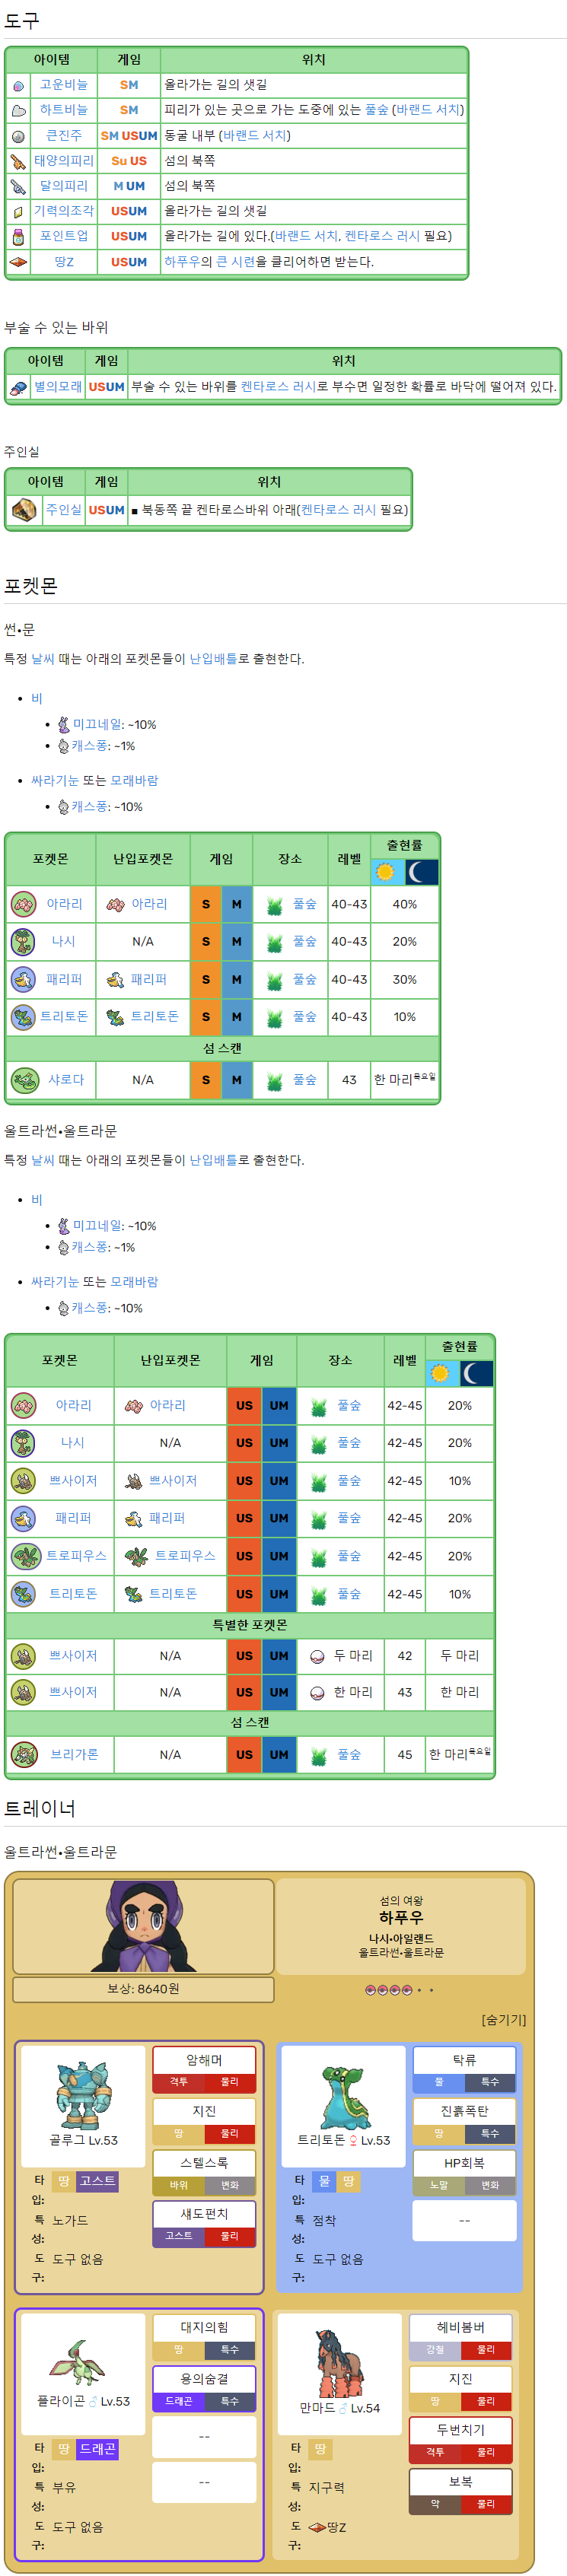 도구
아이템 게임 위치
고운비늘 SM 올라가는 길의 샛길
하트비늘 SM 피리가 있는 곳으로 가는 도중에 있는 풀숲 (바랜드 서치)
큰진주 SM USUM 동굴 내부 (바랜드 서치)
태양의피리 Su US 섬의 북쪽
달의피리 M UM 섬의 북쪽
기력의조각 USUM 올라가는 길의 샛길
포인트업 USUM 올라가는 길에 있다.(바랜드 서치, 켄타로스 러시 필요)
땅Z USUM 하푸우의 큰 시련을 클리어하면 받는다.
부술 수 있는 바위
아이템 게임 위치
별의모래 USUM 부술 수 있는 바위를 켄타로스 러시로 부수면 일정한 확률로 바닥에 떨어져 있다.
주인실
아이템 게임 위치
주인실 USUM ■ 북동쪽 끝 켄타로스바위 아래(켄타로스 러시 필요)
포켓몬
썬•문
특정 날씨 때는 아래의 포켓몬들이 난입배틀로 출현한다.
• 비
• 미끄네일: ~10%
• 캐스퐁: ~1%
• 싸라기눈 또는 모래바람
• 캐스퐁: ~10%
포켓몬 난입포켓몬 게임 장소 레벨 출현률
아라리 아라리 S M 풀숲 40-43 40%
나시 N/A S M 풀숲 40-43 20%
패리퍼 패리퍼 S M 풀숲 40-43 30%
트리토돈 트리토돈 S M 풀숲 40-43 10%
섬 스캔
샤로다 N/A S M 풀숲 43 한 마리목요일
울트라썬•울트라문
특정 날씨 때는 아래의 포켓몬들이 난입배틀로 출현한다.
• 비
• 미끄네일: ~10%
• 캐스퐁: ~1%
• 싸라기눈 또는 모래바람
• 캐스퐁: ~10%
포켓몬 난입포켓몬 게임 장소 레벨 출현률
아라리 아라리 US UM 풀숲 42-45 20%
나시 N/A US UM 풀숲 42-45 20%
쁘사이저 쁘사이저 US UM 풀숲 42-45 10%
패리퍼 패리퍼 US UM 풀숲 42-45 20%
트로피우스 트로피우스 US UM 풀숲 42-45 20%
트리토돈 트리토돈 US UM 풀숲 42-45 10%
특별한 포켓몬
쁘사이저 N/A US UM 두 마리 42 두 마리
쁘사이저 N/A US UM 한 마리 43 한 마리
섬 스캔
브리가론 N/A US UM 풀숲 45 한 마리목요일
트레이너
울트라썬•울트라문
섬의 여왕
하푸우
나시•아일랜드
울트라썬•울트라문
보상: 8640원
[숨기기]
골루그 Lv.53
타입: 땅 고스트
특성: 노가드
도구: 도구 없음
암해머
격투 물리
지진
땅 물리
스텔스록
바위 변화
섀도펀치
고스트 물리
트리토돈♀Lv.53
타입: 물 땅
특성: 점착
도구: 도구 없음
탁류
물 특수
진흙폭탄
땅 특수
HP회복
노말 변화
--
플라이곤♂Lv.53
타입: 땅 드래곤
특성: 부유
도구: 도구 없음
대지의힘
땅 특수
용의숨결
드래곤 특수
--
--
만마드♂Lv.54
타입: 땅
특성: 지구력
도구: 땅Z
헤비봄버
강철 물리
지진
땅 물리
두번치기
격투 물리
보복
악 물리